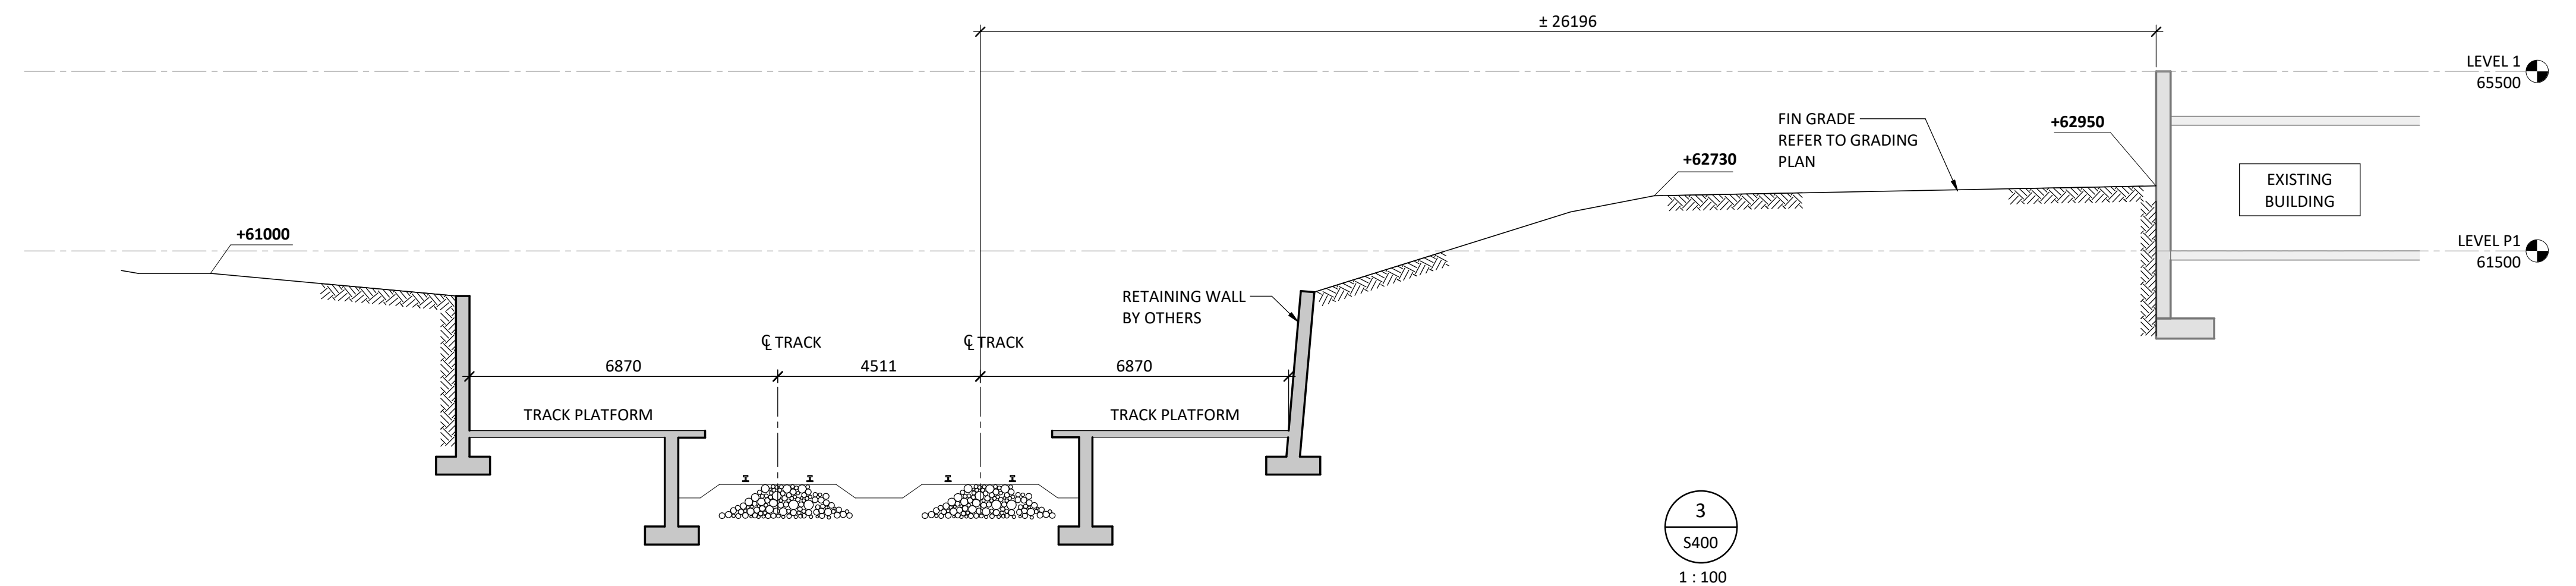 ± 26196
LEVEL 1
65500
FIN GRADE
REFER TO GRADING
PLAN
+62950
+62730
EXISTING
BUILDING
+61000
LEVEL P1
61500
RETAINING WALL
BY OTHERS
℄ TRACK
℄ TRACK
6870
4511
6870
TRACK PLATFORM
TRACK PLATFORM
3
S400
1 : 100